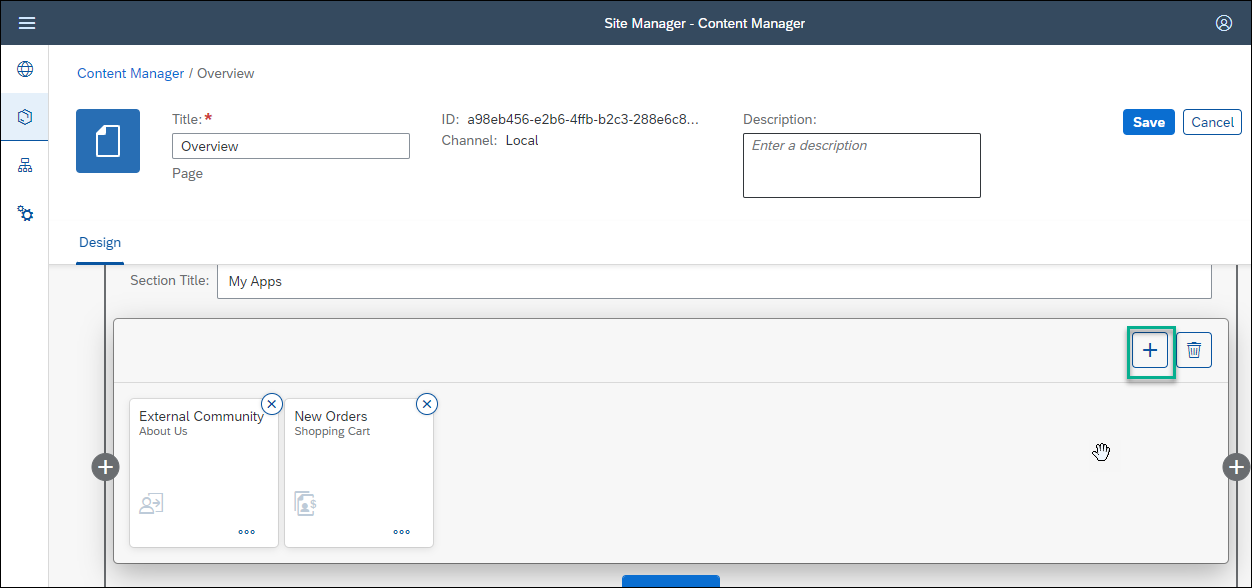 Site Manager - Content Manager
Content Manager / Overview
Title: *
Overview
Page
ID: a98eb456-e2b6-4ffb-b2c3-288e6c8...
Channel: Local
Description:
Enter a description
Save
Cancel
Design
Section Title: My Apps
External Community
About Us
New Orders
Shopping Cart